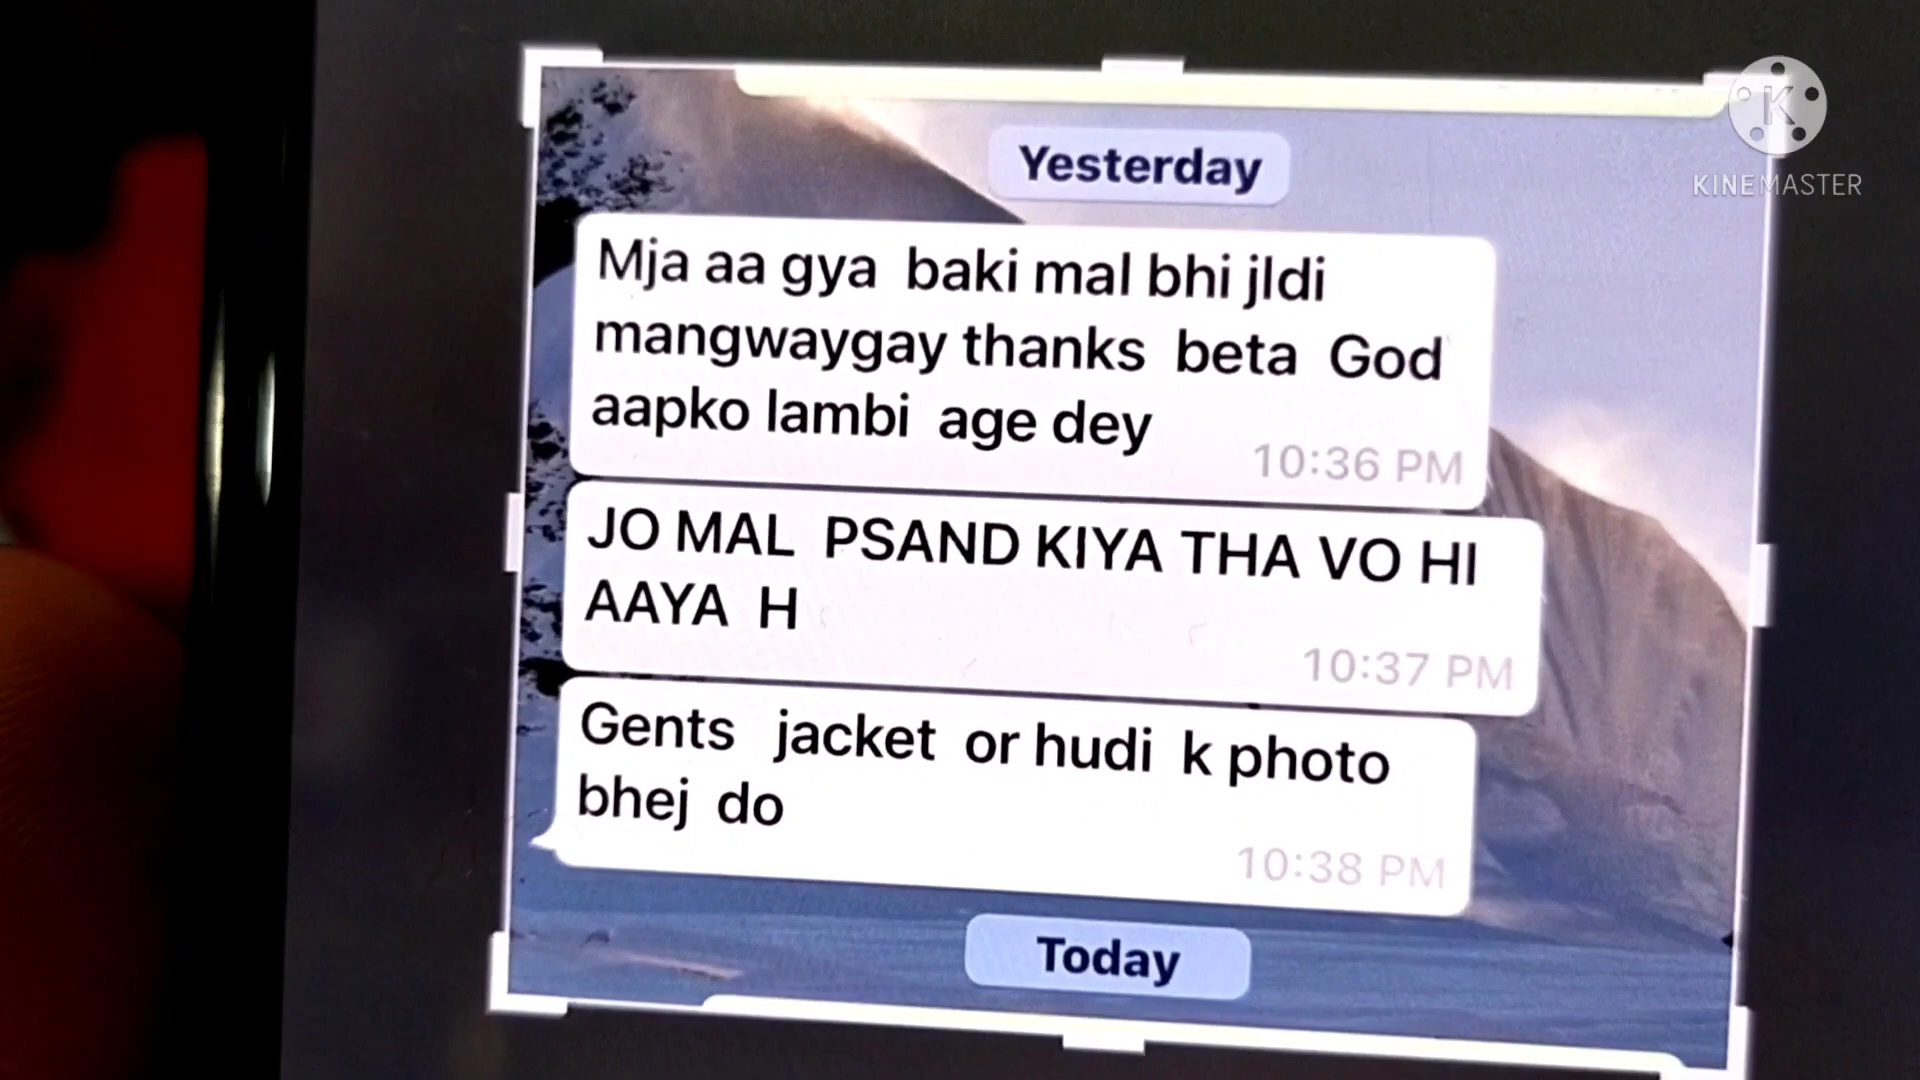 KINEMASTER
Yesterday
Mja aa gya baki mal bhi jldi
mangwaygay thanks beta God
aapko lambi age dey
10:36 PM
JO MAL PSAND KIYA THA VO HI
AAYA H
10:37 PM
Gents jacket or hudi k photo
bhej do
10:38 PM
Today